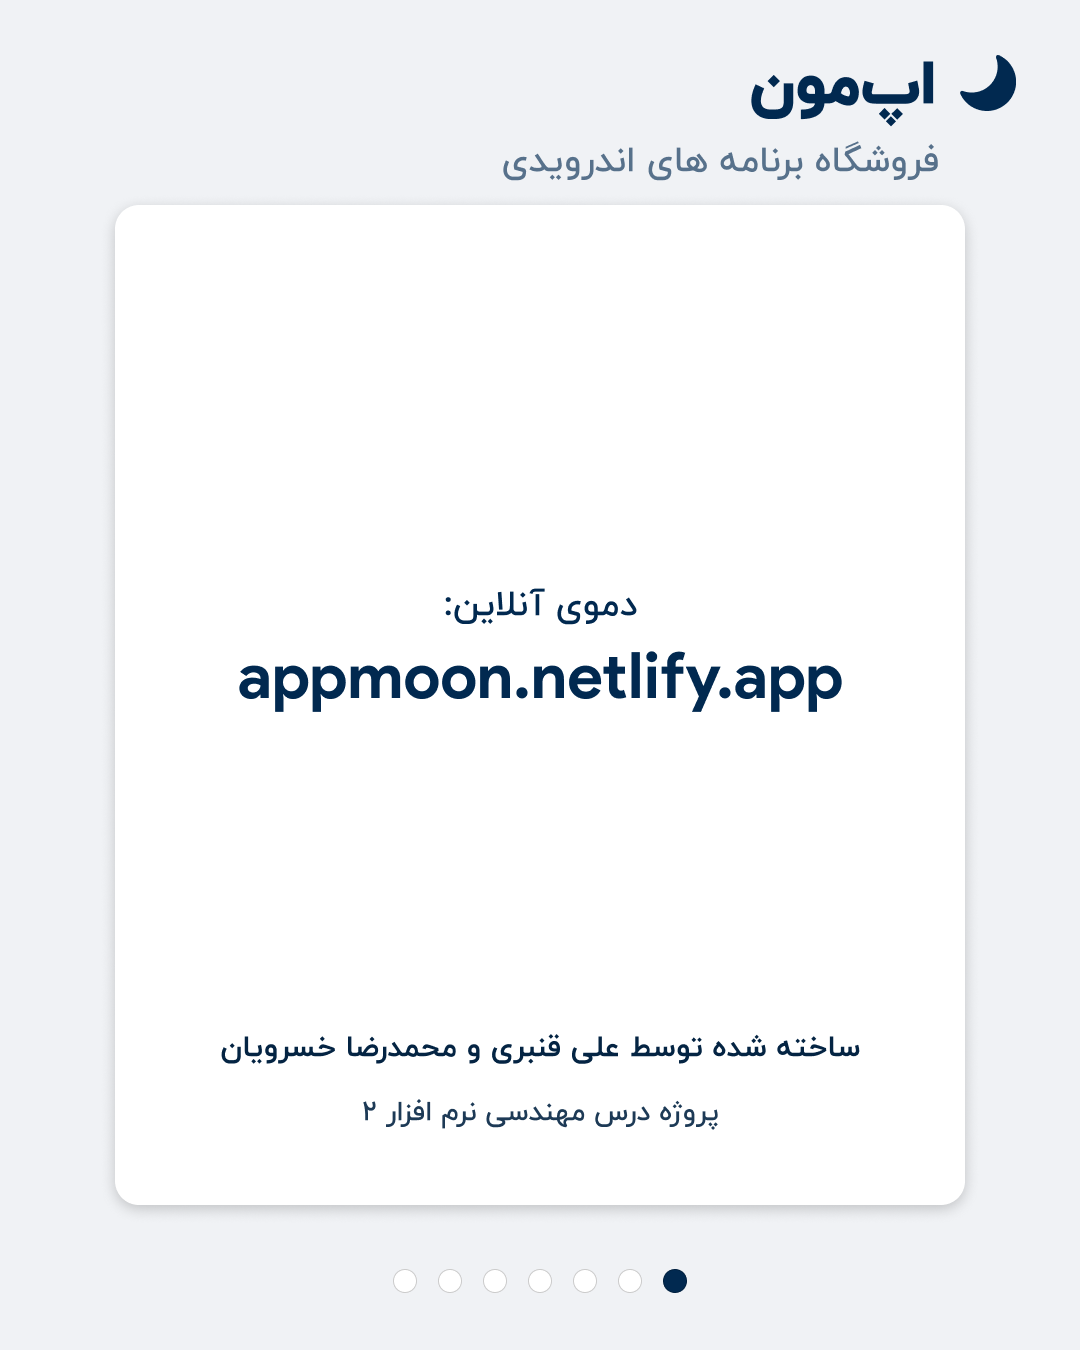 اپ‌مون
فروشگاه برنامه های اندرویدی
دموی آنلاین:
appmoon.netlify.app
ساخته شده توسط علی قنبری و محمدرضا خسرویان
پروژه درس مهندسی نرم افزار ۲